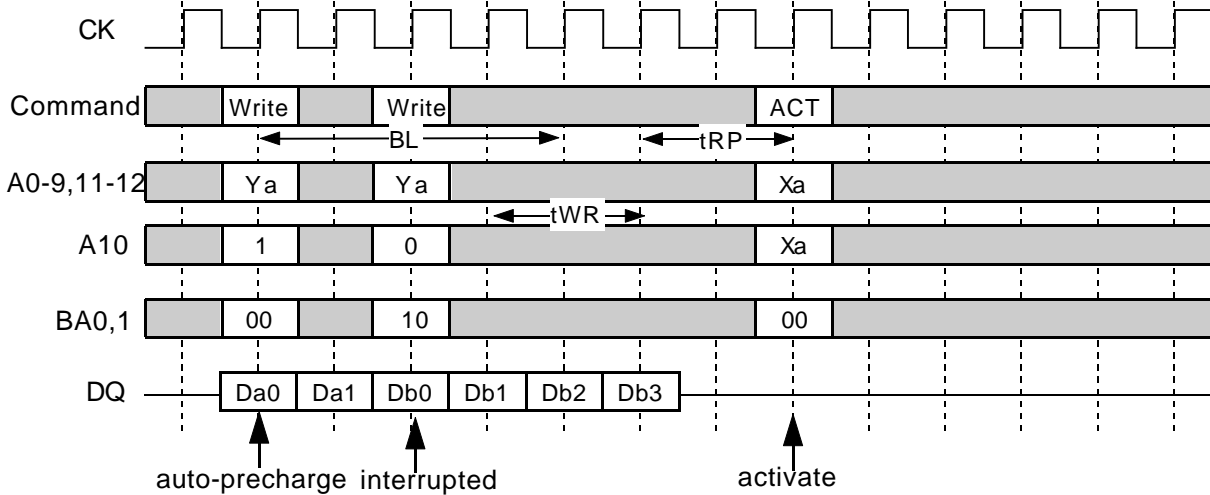 CK
Command Write Write ACT
BL tRP
A0-9,11-12 Ya Ya Xa
tWR
A10 1 0 Xa
BA0,1 00 10 00
DQ Da0 Da1 Db0 Db1 Db2 Db3
auto-precharge interrupted activate